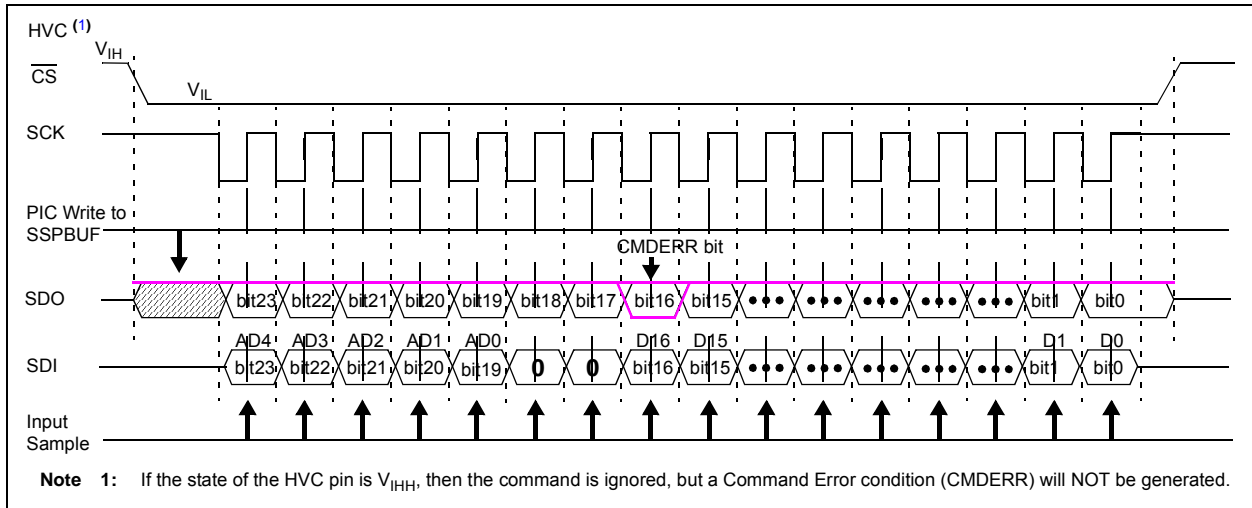 HVC (1)
VIH
CS
VIL
SCK
PIC Write to
SSPBUF
CMDERR bit
SDO bit23 bit22 bit21 bit20 bit19 bit18 bit17 bit16 bit15 ••• ••• ••• ••• ••• bit1 bit0
AD4 AD3 AD2 AD1 AD0 D16 D15 D1 D0
SDI bit23 bit22 bit21 bit20 bit19 0 0 bit16 bit15 ••• ••• ••• ••• ••• bit1 bit0
Input
Sample
Note 1: If the state of the HVC pin is VIHH, then the command is ignored, but a Command Error condition (CMDERR) will NOT be generated.